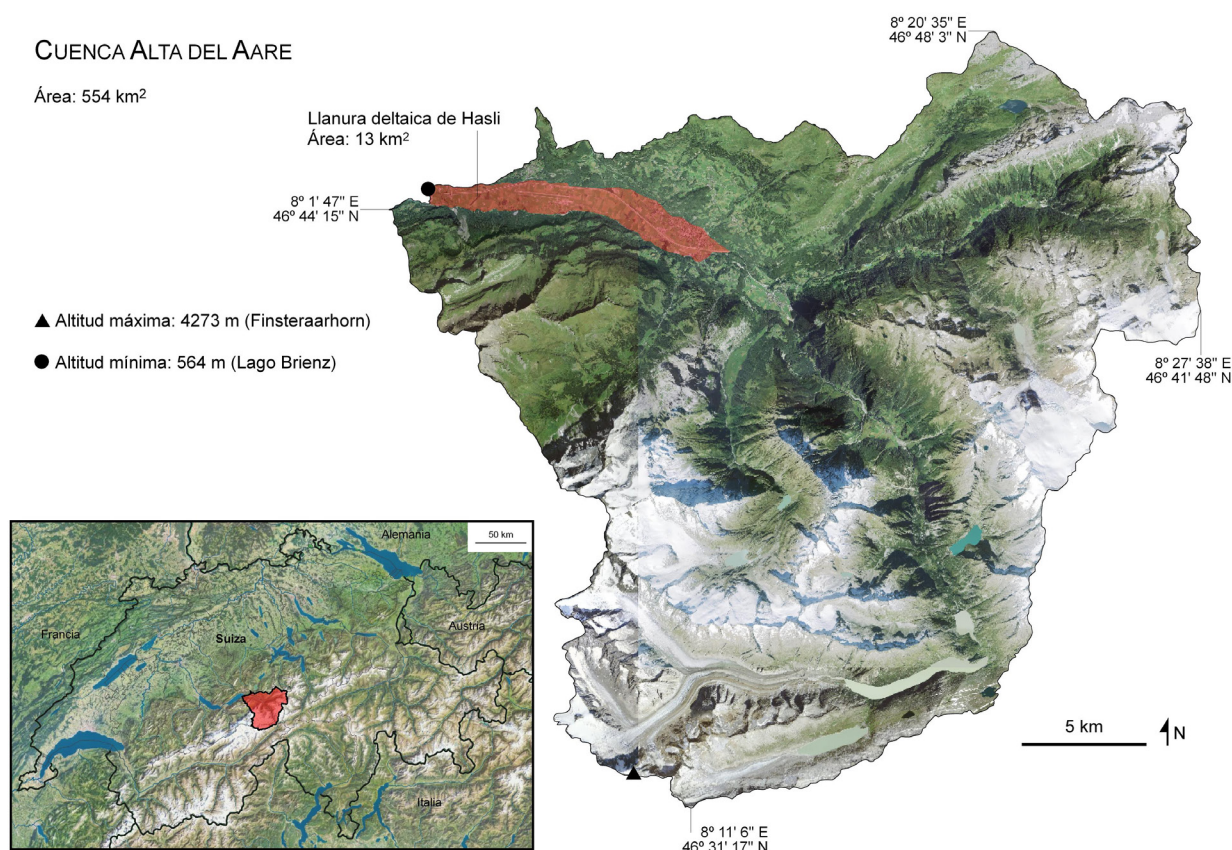 CUENCA ALTA DEL AARE
Área: 554 km²
8º 20' 35" E
46º 48' 3" N
Llanura deltaica de Hasli
Área: 13 km²
8º 1' 47" E
46º 44' 15" N
▲ Altitud máxima: 4273 m (Finsteraarhorn)
● Altitud mínima: 564 m (Lago Brienz)
8º 27' 38" E
46º 41' 48" N
Alemania
50 km
Francia
Suiza
Austria
Italia
5 km
N
8º 11' 6" E
46º 31' 17" N